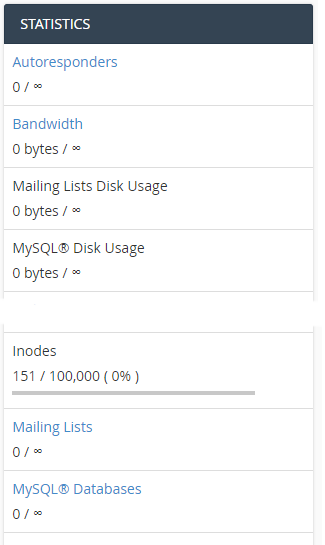 STATISTICS
Autoresponders
0 / ∞
Bandwidth
0 bytes / ∞
Mailing Lists Disk Usage
0 bytes / ∞
MySQL® Disk Usage
0 bytes / ∞
Inodes
151 / 100,000 ( 0% )
Mailing Lists
0 / ∞
MySQL® Databases
0 / ∞